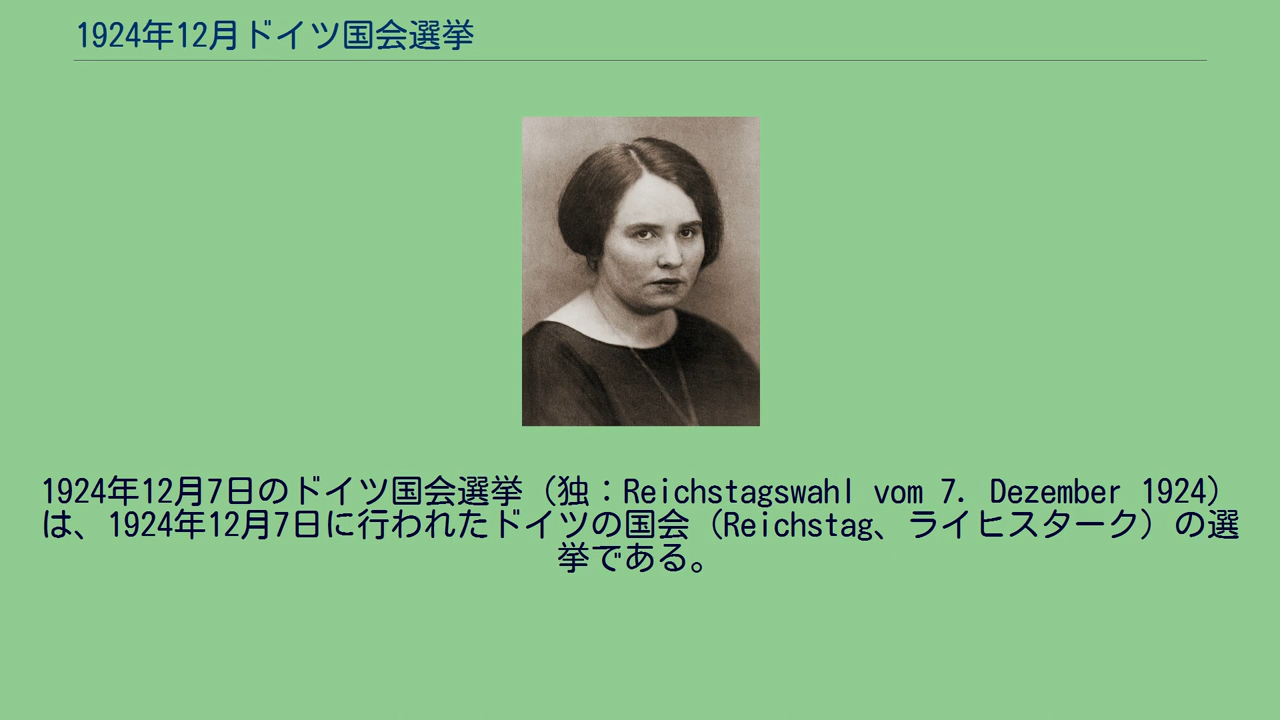 1924年12月ドイツ国会選挙
1924年12月7日のドイツ国会選挙（独：Reichstagswahl vom 7. Dezember 1924）
は、1924年12月7日に行われたドイツの国会（Reichstag、ライヒスターク）の選
挙である。